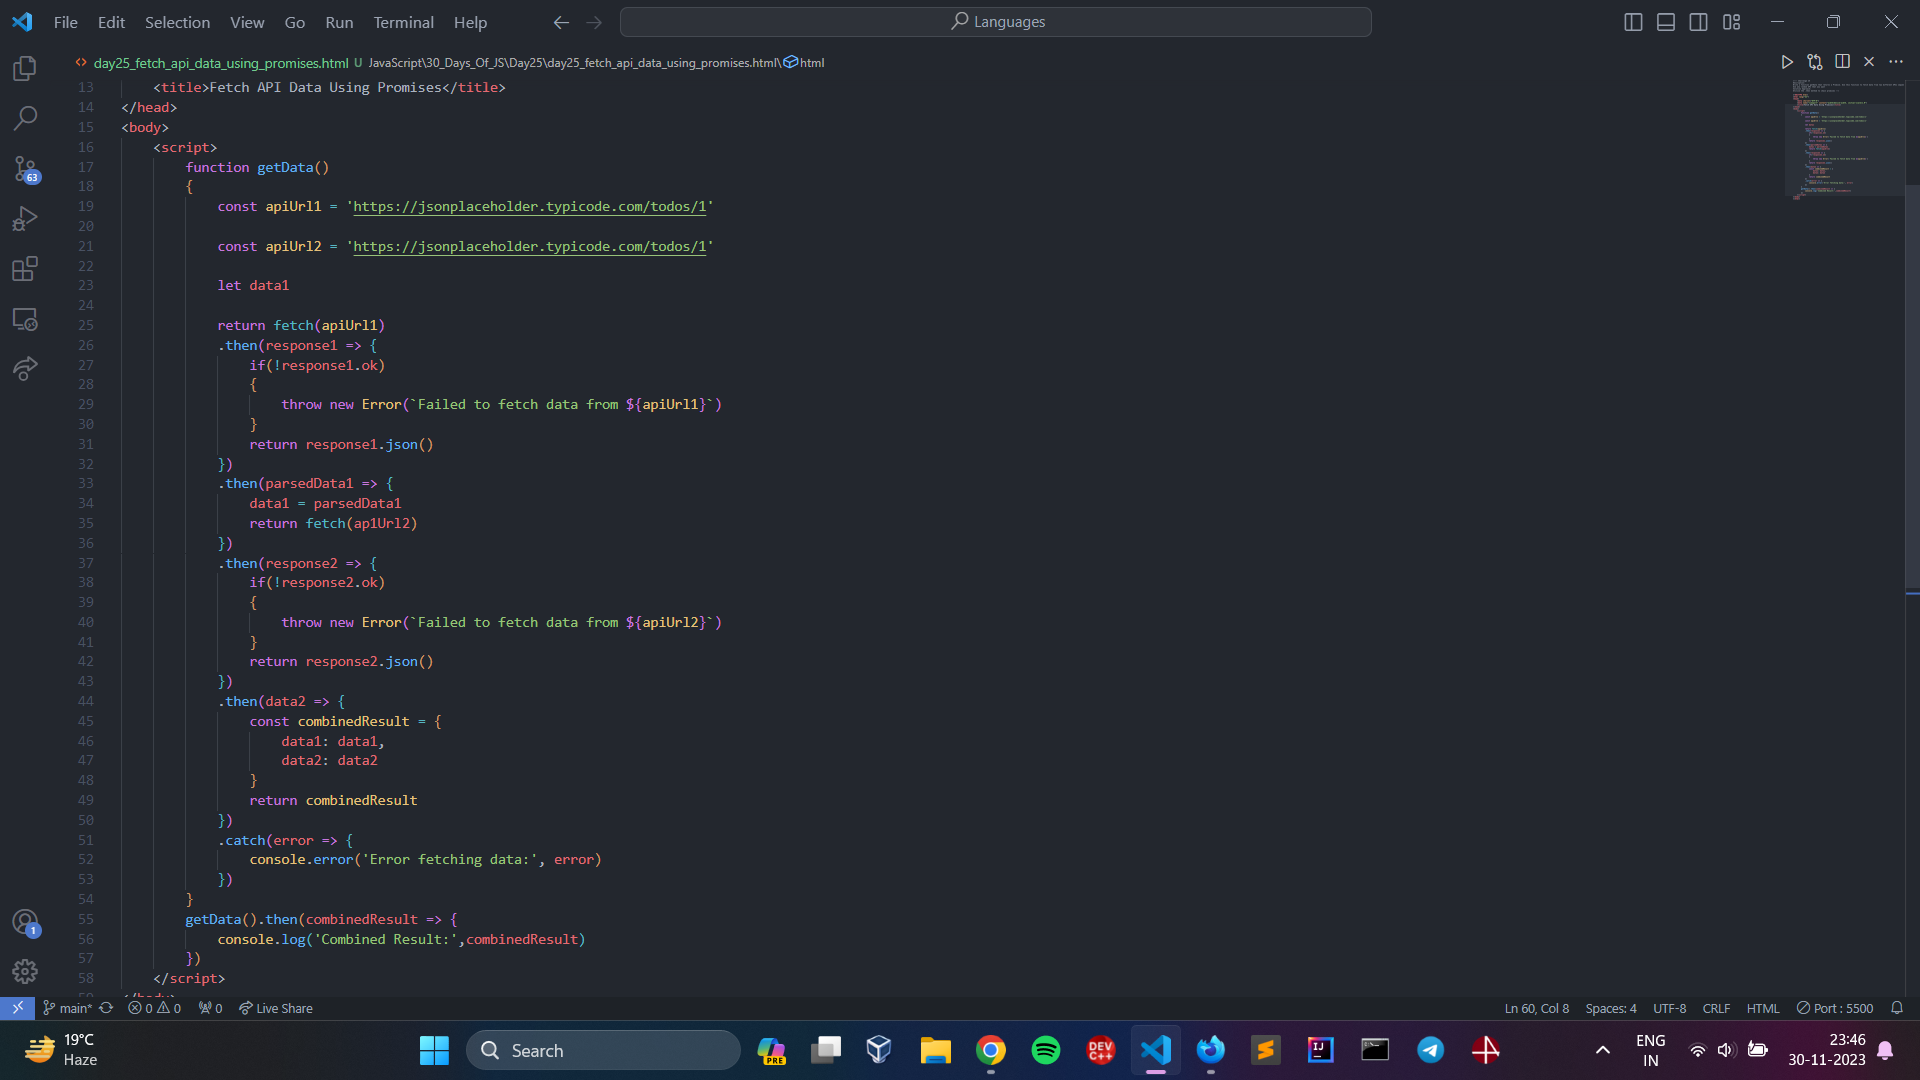 File Edit Selection View Go Run Terminal Help
Languages
day25_fetch_api_data_using_promises.html U JavaScript\30_Days_Of_JS\Day25\day25_fetch_api_data_using_promises.html\html
13 <title>Fetch API Data Using Promises</title>
14 </head>
15 <body>
16 <script>
17 function getData()
18 {
19 const apiUrl1 = 'https://jsonplaceholder.typicode.com/todos/1'
20
21 const apiUrl2 = 'https://jsonplaceholder.typicode.com/todos/1'
22
23 let data1
24
25 return fetch(apiUrl1)
26 .then(response1 => {
27 if(!response1.ok)
28 {
29 throw new Error(`Failed to fetch data from ${apiUrl1}`)
30 }
31 return response1.json()
32 })
33 .then(parsedData1 => {
34 data1 = parsedData1
35 return fetch(ap1Url2)
36 })
37 .then(response2 => {
38 if(!response2.ok)
39 {
40 throw new Error(`Failed to fetch data from ${apiUrl2}`)
41 }
42 return response2.json()
43 })
44 .then(data2 => {
45 const combinedResult = {
46 data1: data1,
47 data2: data2
48 }
49 return combinedResult
50 })
51 .catch(error => {
52 console.error('Error fetching data:', error)
53 })
54 }
55 getData().then(combinedResult => {
56 console.log('Combined Result:',combinedResult)
57 })
58 </script>
59 </body>
63
1
main* 0 0 0 Live Share
Ln 60, Col 8 Spaces: 4 UTF-8 CRLF HTML Port : 5500
19°C
Haze
Search
PRE
DEV
C++
IJ
ENG
IN
23:46
30-11-2023